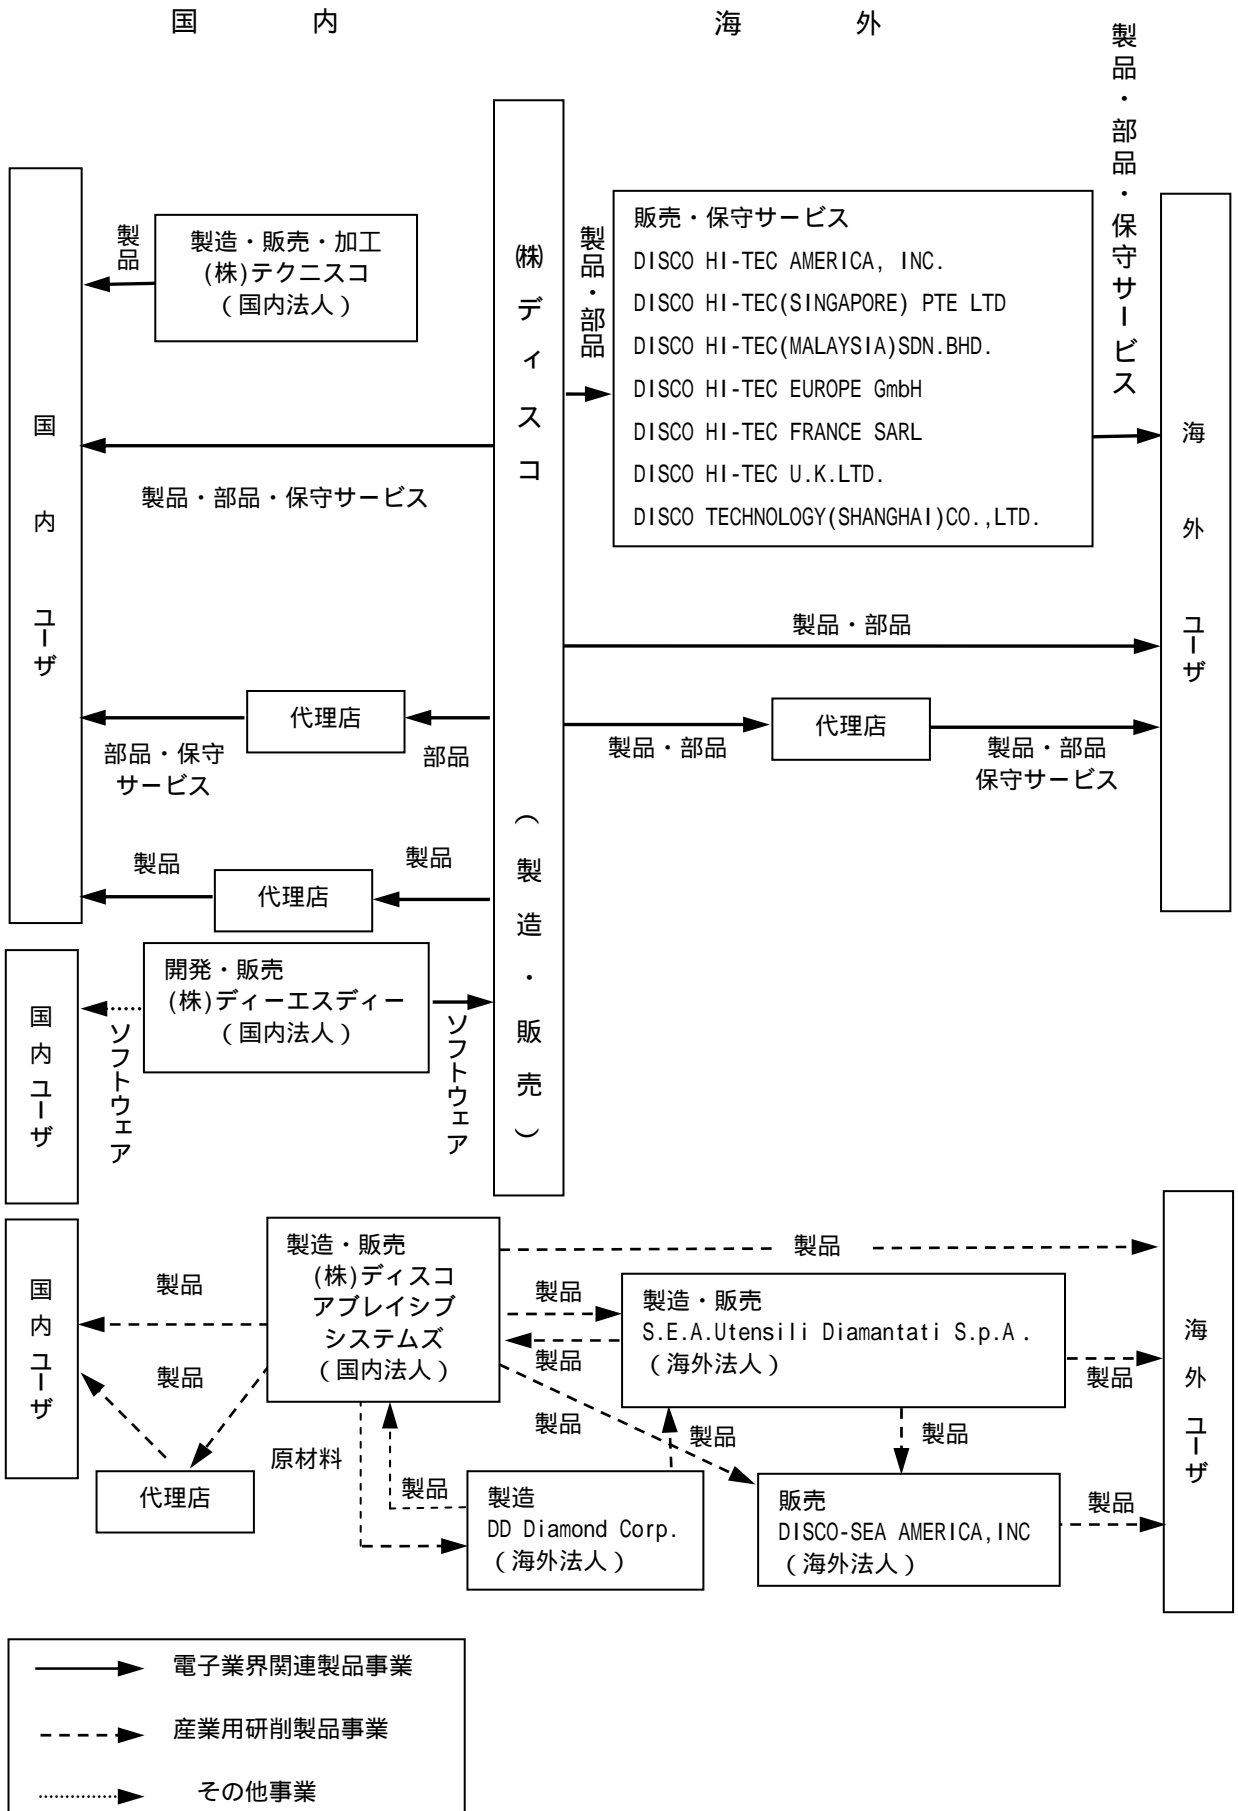 国内
海外
製品・部品・保守サービス
国内ユーザ
製品
製造・販売・加工
(株)テクニスコ
(国内法人)
㈱ディスコ
(製造・販売)
製品・部品
販売・保守サービス
DISCO HI-TEC AMERICA, INC.
DISCO HI-TEC(SINGAPORE) PTE LTD
DISCO HI-TEC(MALAYSIA)SDN.BHD.
DISCO HI-TEC EUROPE GmbH
DISCO HI-TEC FRANCE SARL
DISCO HI-TEC U.K.LTD.
DISCO TECHNOLOGY(SHANGHAI)CO.,LTD.
海外ユーザ
製品・部品・保守サービス
製品・部品
代理店
部品・保守
サービス
部品
製品・部品
代理店
製品・部品
保守サービス
製品
代理店
製品
国内ユーザ
ソフトウェア
開発・販売
(株)ディーエスディー
(国内法人)
ソフトウェア
国内ユーザ
製品
製品
代理店
製造・販売
(株)ディスコ
アブレイシブ
システムズ
(国内法人)
製品
製品
製品
製品
製造・販売
S.E.A.Utensili Diamantati S.p.A.
(海外法人)
製品
海外ユーザ
原材料
製品
製造
DD Diamond Corp.
(海外法人)
製品
製品
販売
DISCO-SEA AMERICA,INC
(海外法人)
製品
電子業界関連製品事業
産業用研削製品事業
その他事業